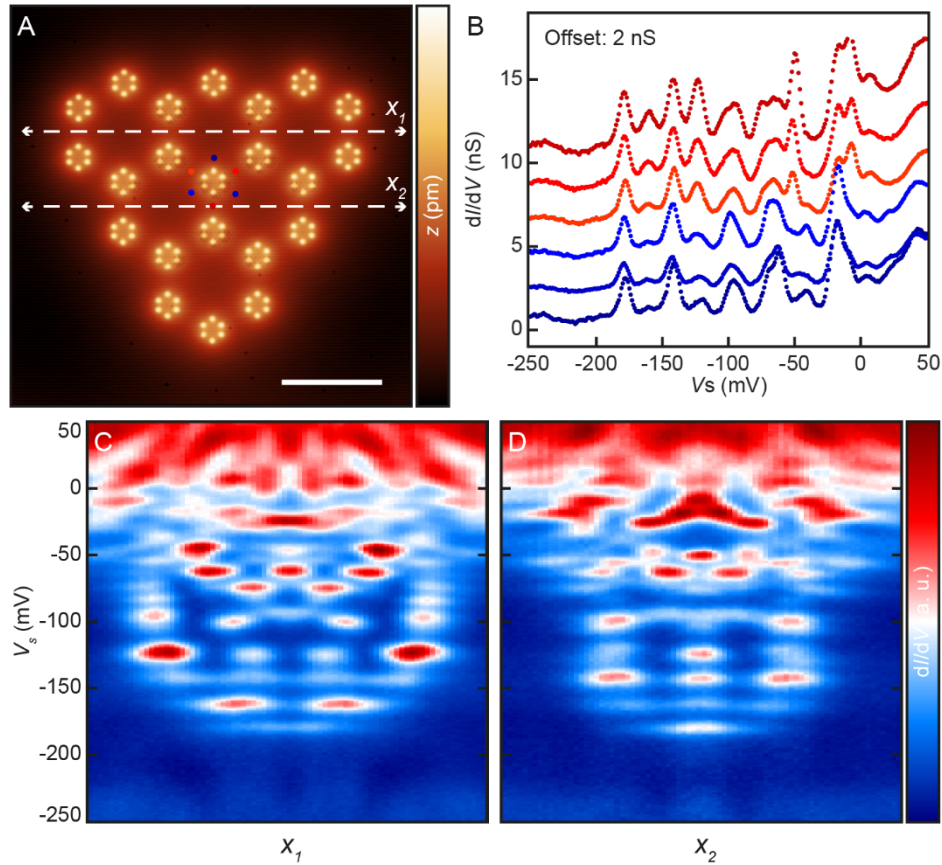 A
x1
x2
z (pm)
B
Offset: 2 nS
dI/dV (nS)
15
10
5
0
-250 -200 -150 -100 -50 0 50
Vs (mV)
C
D
50
0
-50
-100
-150
-200
-250
Vs (mV)
x1
x2
dI/dV (a. u.)